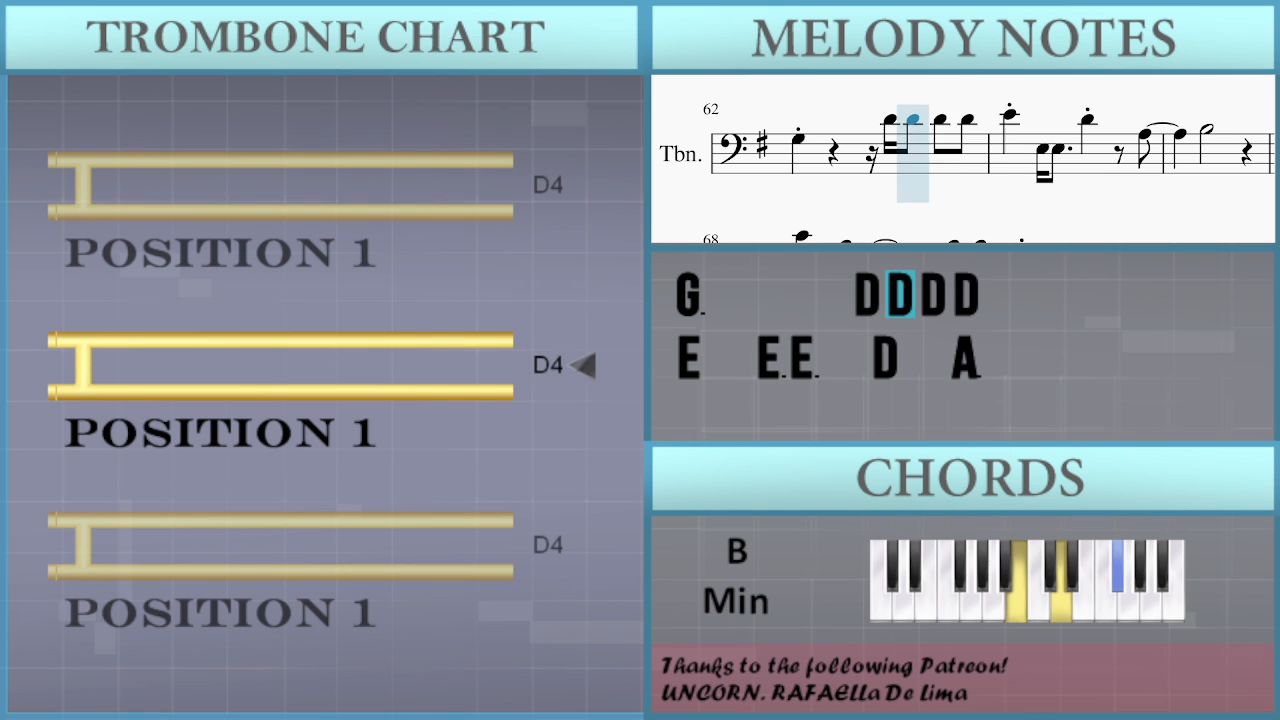 TROMBONE CHART
D4
POSITION 1
D4
POSITION 1
D4
POSITION 1
MELODY NOTES
62
Tbn.
68
G. D D D D
E E. E. D A.
CHORDS
B
Min
Thanks to the following Patreon!
UNCORN. RAFAELLa De Lima